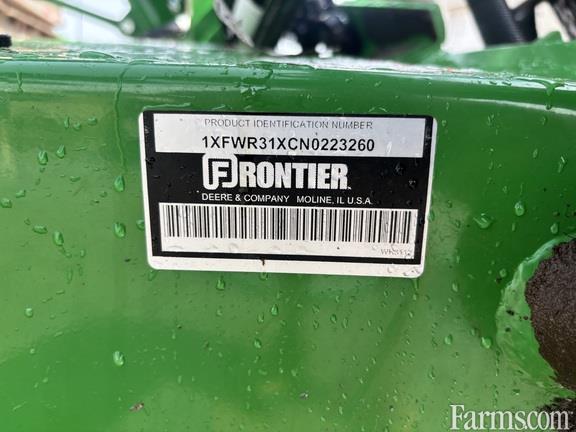 PRODUCT IDENTIFICATION NUMBER
1XFWR31XCN0223260
FRONTIER
DEERE & COMPANY MOLINE, IL U.S.A.
Farms.com